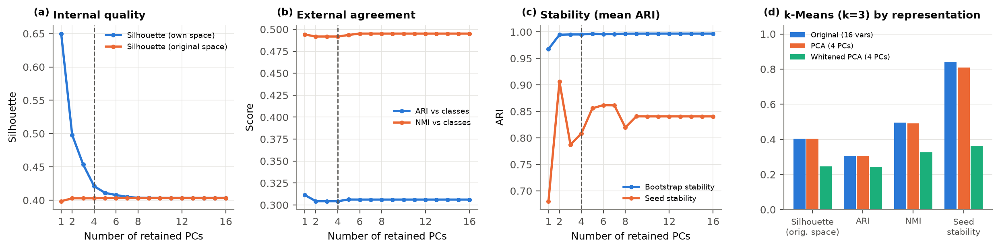 (a) Internal quality
Silhouette (own space)
Silhouette (original space)
0.65
0.60
0.55
0.50
0.45
0.40
Silhouette
1 2 4 6 8 12 16
Number of retained PCs
(b) External agreement
0.500
0.475
0.450
0.425
0.400
0.375
0.350
0.325
0.300
Score
ARI vs classes
NMI vs classes
1 2 4 6 8 12 16
Number of retained PCs
(c) Stability (mean ARI)
1.00
0.95
0.90
0.85
0.80
0.75
0.70
ARI
Bootstrap stability
Seed stability
1 2 4 6 8 12 16
Number of retained PCs
(d) k-Means (k=3) by representation
Original (16 vars)
PCA (4 PCs)
Whitened PCA (4 PCs)
1.0
0.8
0.6
0.4
0.2
0.0
Silhouette
(orig. space)
ARI
NMI
Seed
stability